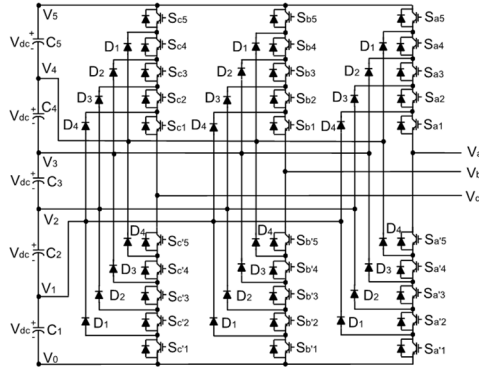 V5
Sc5 Sb5 Sa5
Vdc + - C5 D1 Sc4 D1 Sb4 D1 Sa4
V4 D2 Sc3 D2 Sb3 D2 Sa3
D3 Sc2 D3 Sb2 D3 Sa2
Vdc + - C4 D4 Sc1 D4 Sb1 D4 Sa1
V3 Va
Vdc + - C3 Vb
V2 Vc
D4 Sc'5 D4 Sb'5 D4 Sa'5
Vdc + - C2 D3 Sc'4 D3 Sb'4 D3 Sa'4
V1 D2 Sc'3 D2 Sb'3 D2 Sa'3
Vdc + - C1 D1 Sc'2 D1 Sb'2 D1 Sa'2
V0 Sc'1 Sb'1 Sa'1